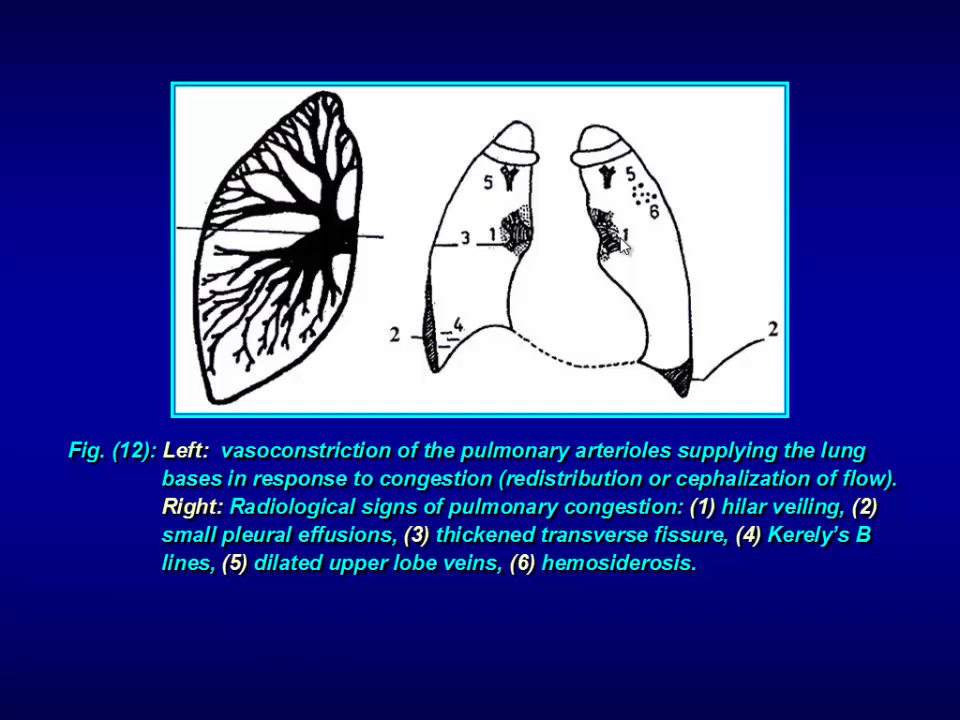 5
5
6
3 1
1
2
4
2
Fig. (12): Left: vasoconstriction of the pulmonary arterioles supplying the lung
bases in response to congestion (redistribution or cephalization of flow).
Right: Radiological signs of pulmonary congestion: (1) hilar veiling, (2)
small pleural effusions, (3) thickened transverse fissure, (4) Kerely’s B
lines, (5) dilated upper lobe veins, (6) hemosiderosis.